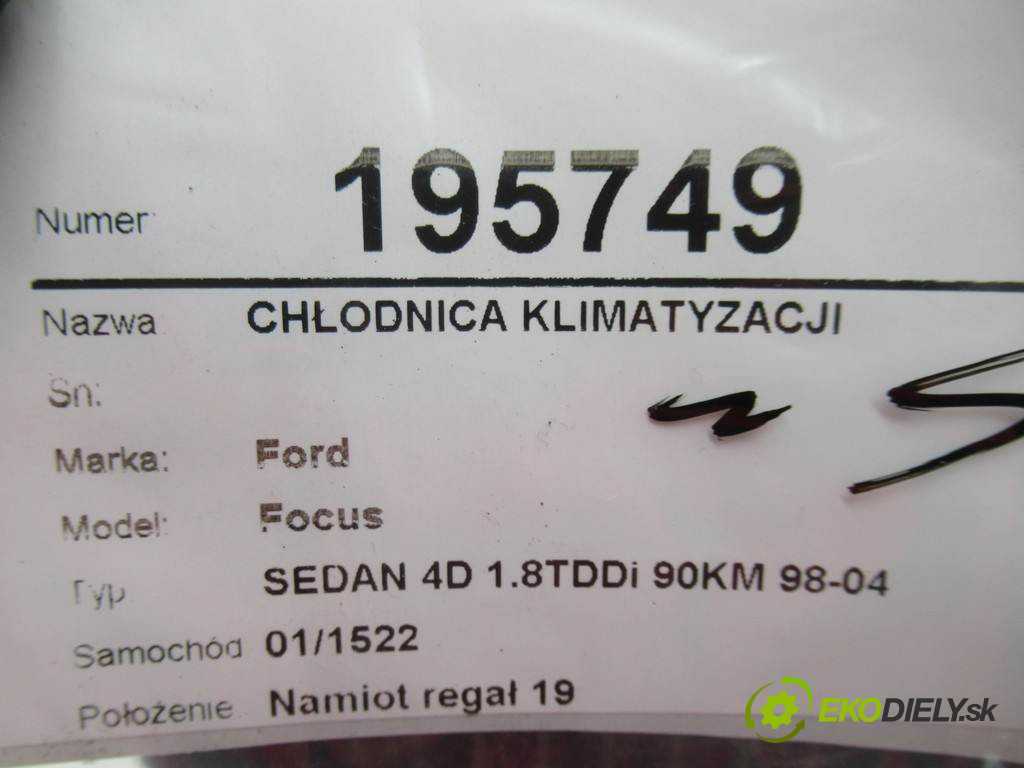 Numer 195749
Nazwa CHŁODNICA KLIMATYZACJI
Sn:
Marka: Ford
Model: Focus
Typ SEDAN 4D 1.8TDDi 90KM 98-04
Samochód 01/1522
Położenie Namiot regał 19
EKODIELY.sk